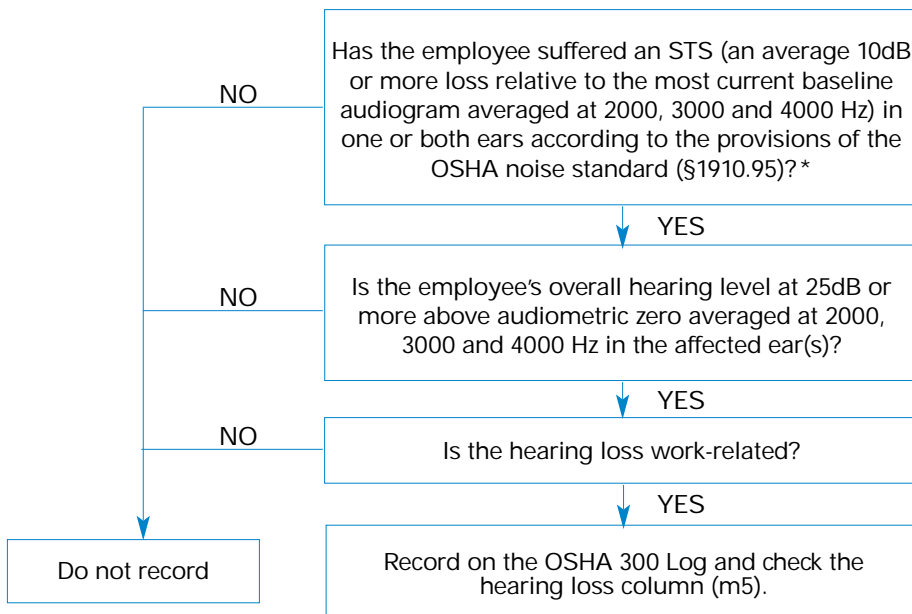 Has the employee suffered an STS (an average 10dB
or more loss relative to the most current baseline
audiogram averaged at 2000, 3000 and 4000 Hz) in
one or both ears according to the provisions of the
OSHA noise standard (§1910.95)?*
NO
YES
Is the employee's overall hearing level at 25dB or
more above audiometric zero averaged at 2000,
3000 and 4000 Hz in the affected ear(s)?
NO
YES
Is the hearing loss work-related?
NO
YES
Do not record
Record on the OSHA 300 Log and check the
hearing loss column (m5).